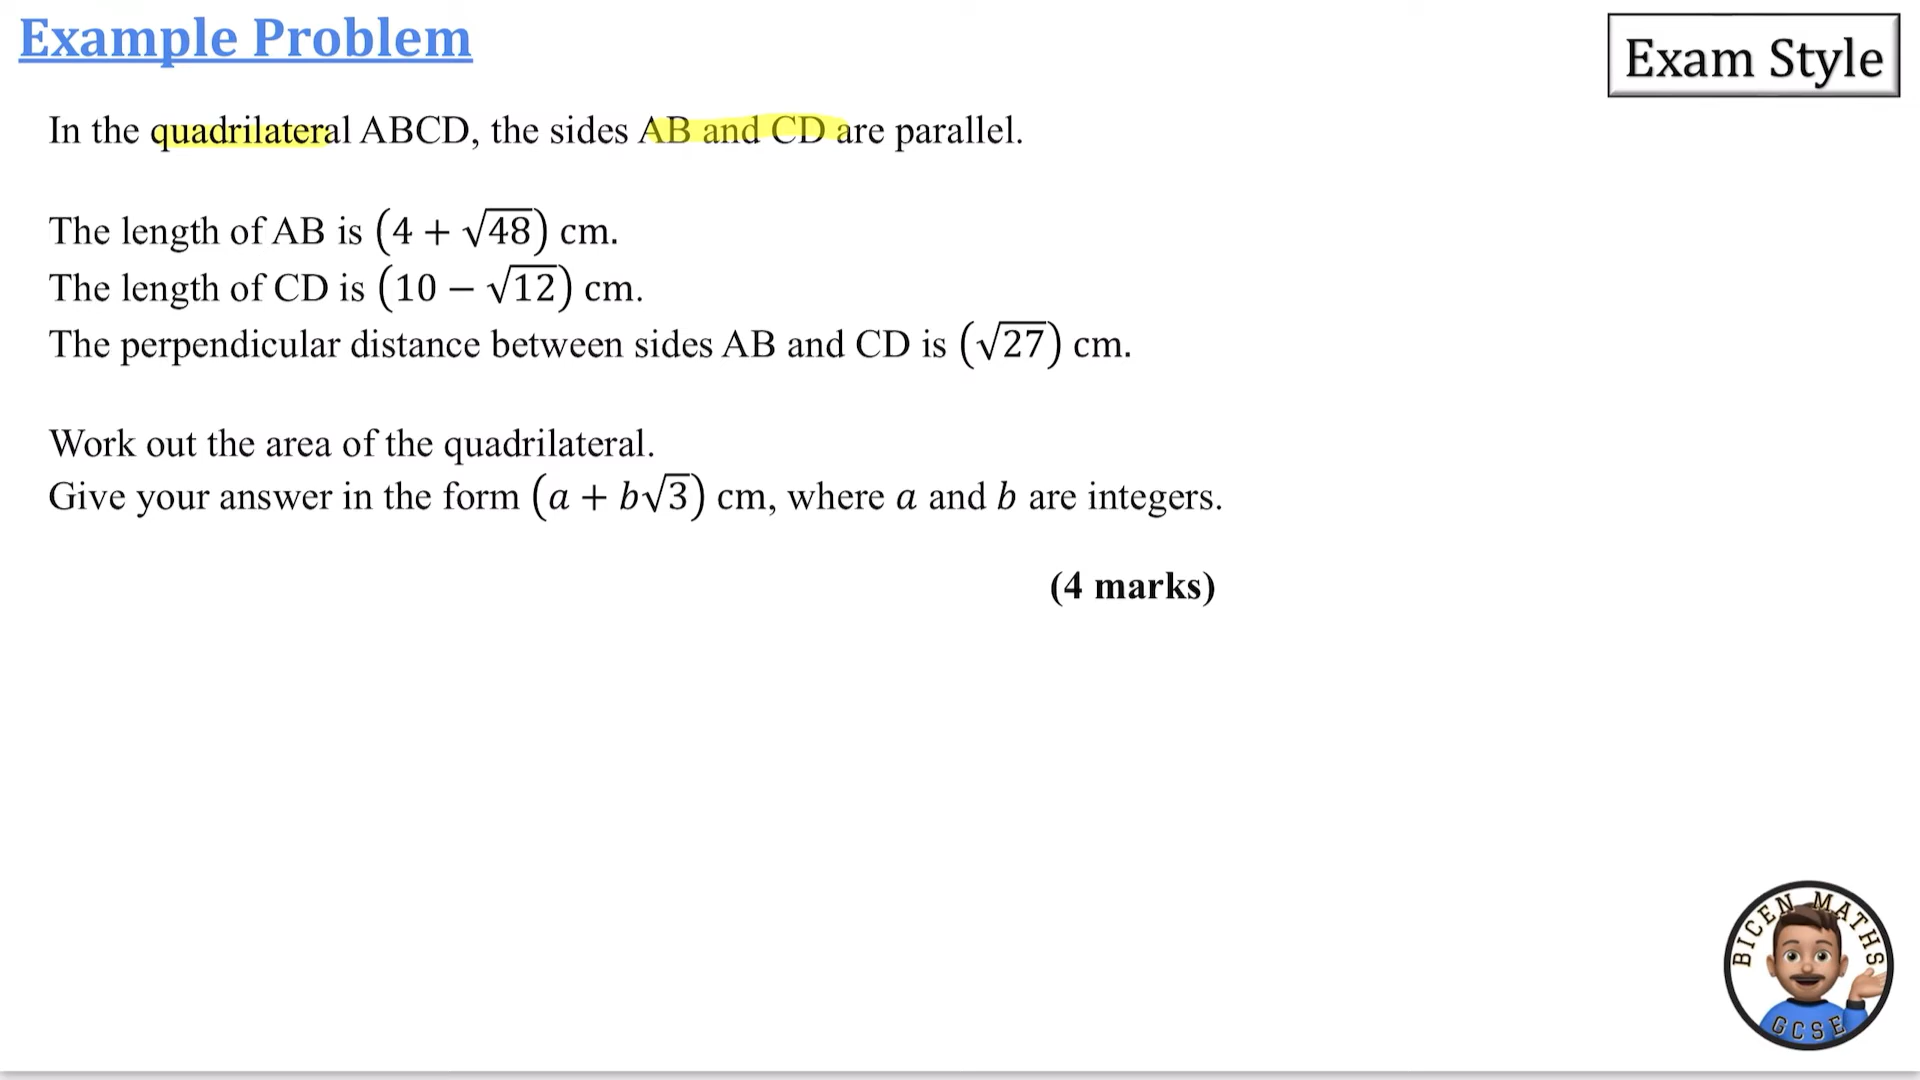 Example Problem
Exam Style
In the quadrilateral ABCD, the sides AB and CD are parallel.
The length of AB is (4 + √48) cm.
The length of CD is (10 − √12) cm.
The perpendicular distance between sides AB and CD is (√27) cm.
Work out the area of the quadrilateral.
Give your answer in the form (a + b√3) cm, where a and b are integers.
(4 marks)
BICEN MATHS
GCSE